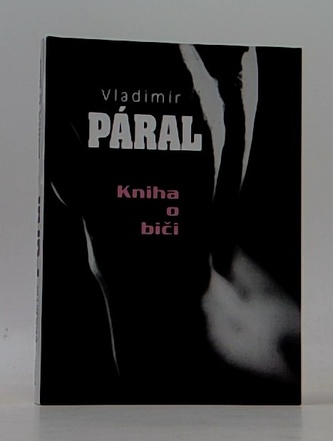 Vladimír
PÁRAL
Kniha
o
biči